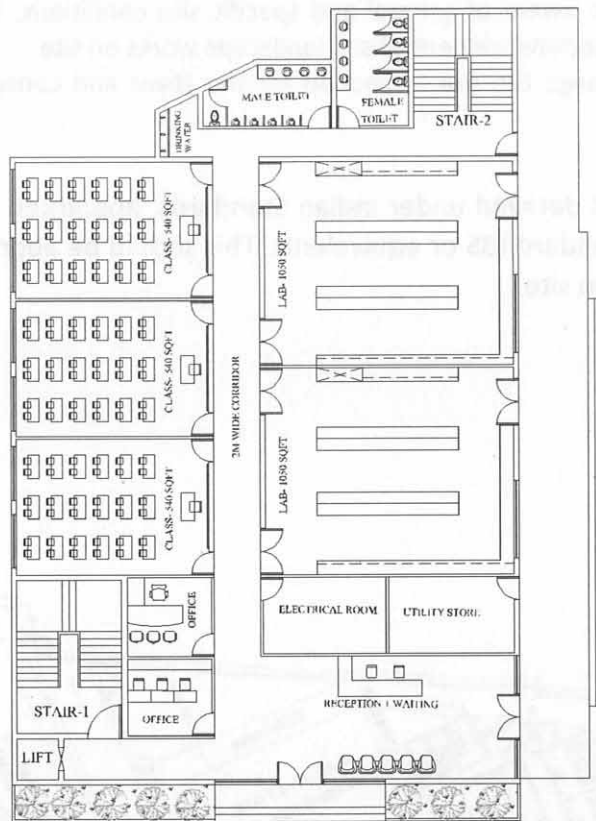 MALE TOILET
FEMALE
TOILET
STAIR-2
DRINKING
WATER
CLASS- 540 SQFT
LAB- 1050 SQFT
CLASS- 540 SQFT
2M WIDE CORRIDOR
CLASS- 540 SQFT
LAB- 1050 SQFT
OFFICE
ELECTRICAL ROOM
UTILITY STORE
STAIR-1
OFFICE
RECEPTION + WAITING
LIFT